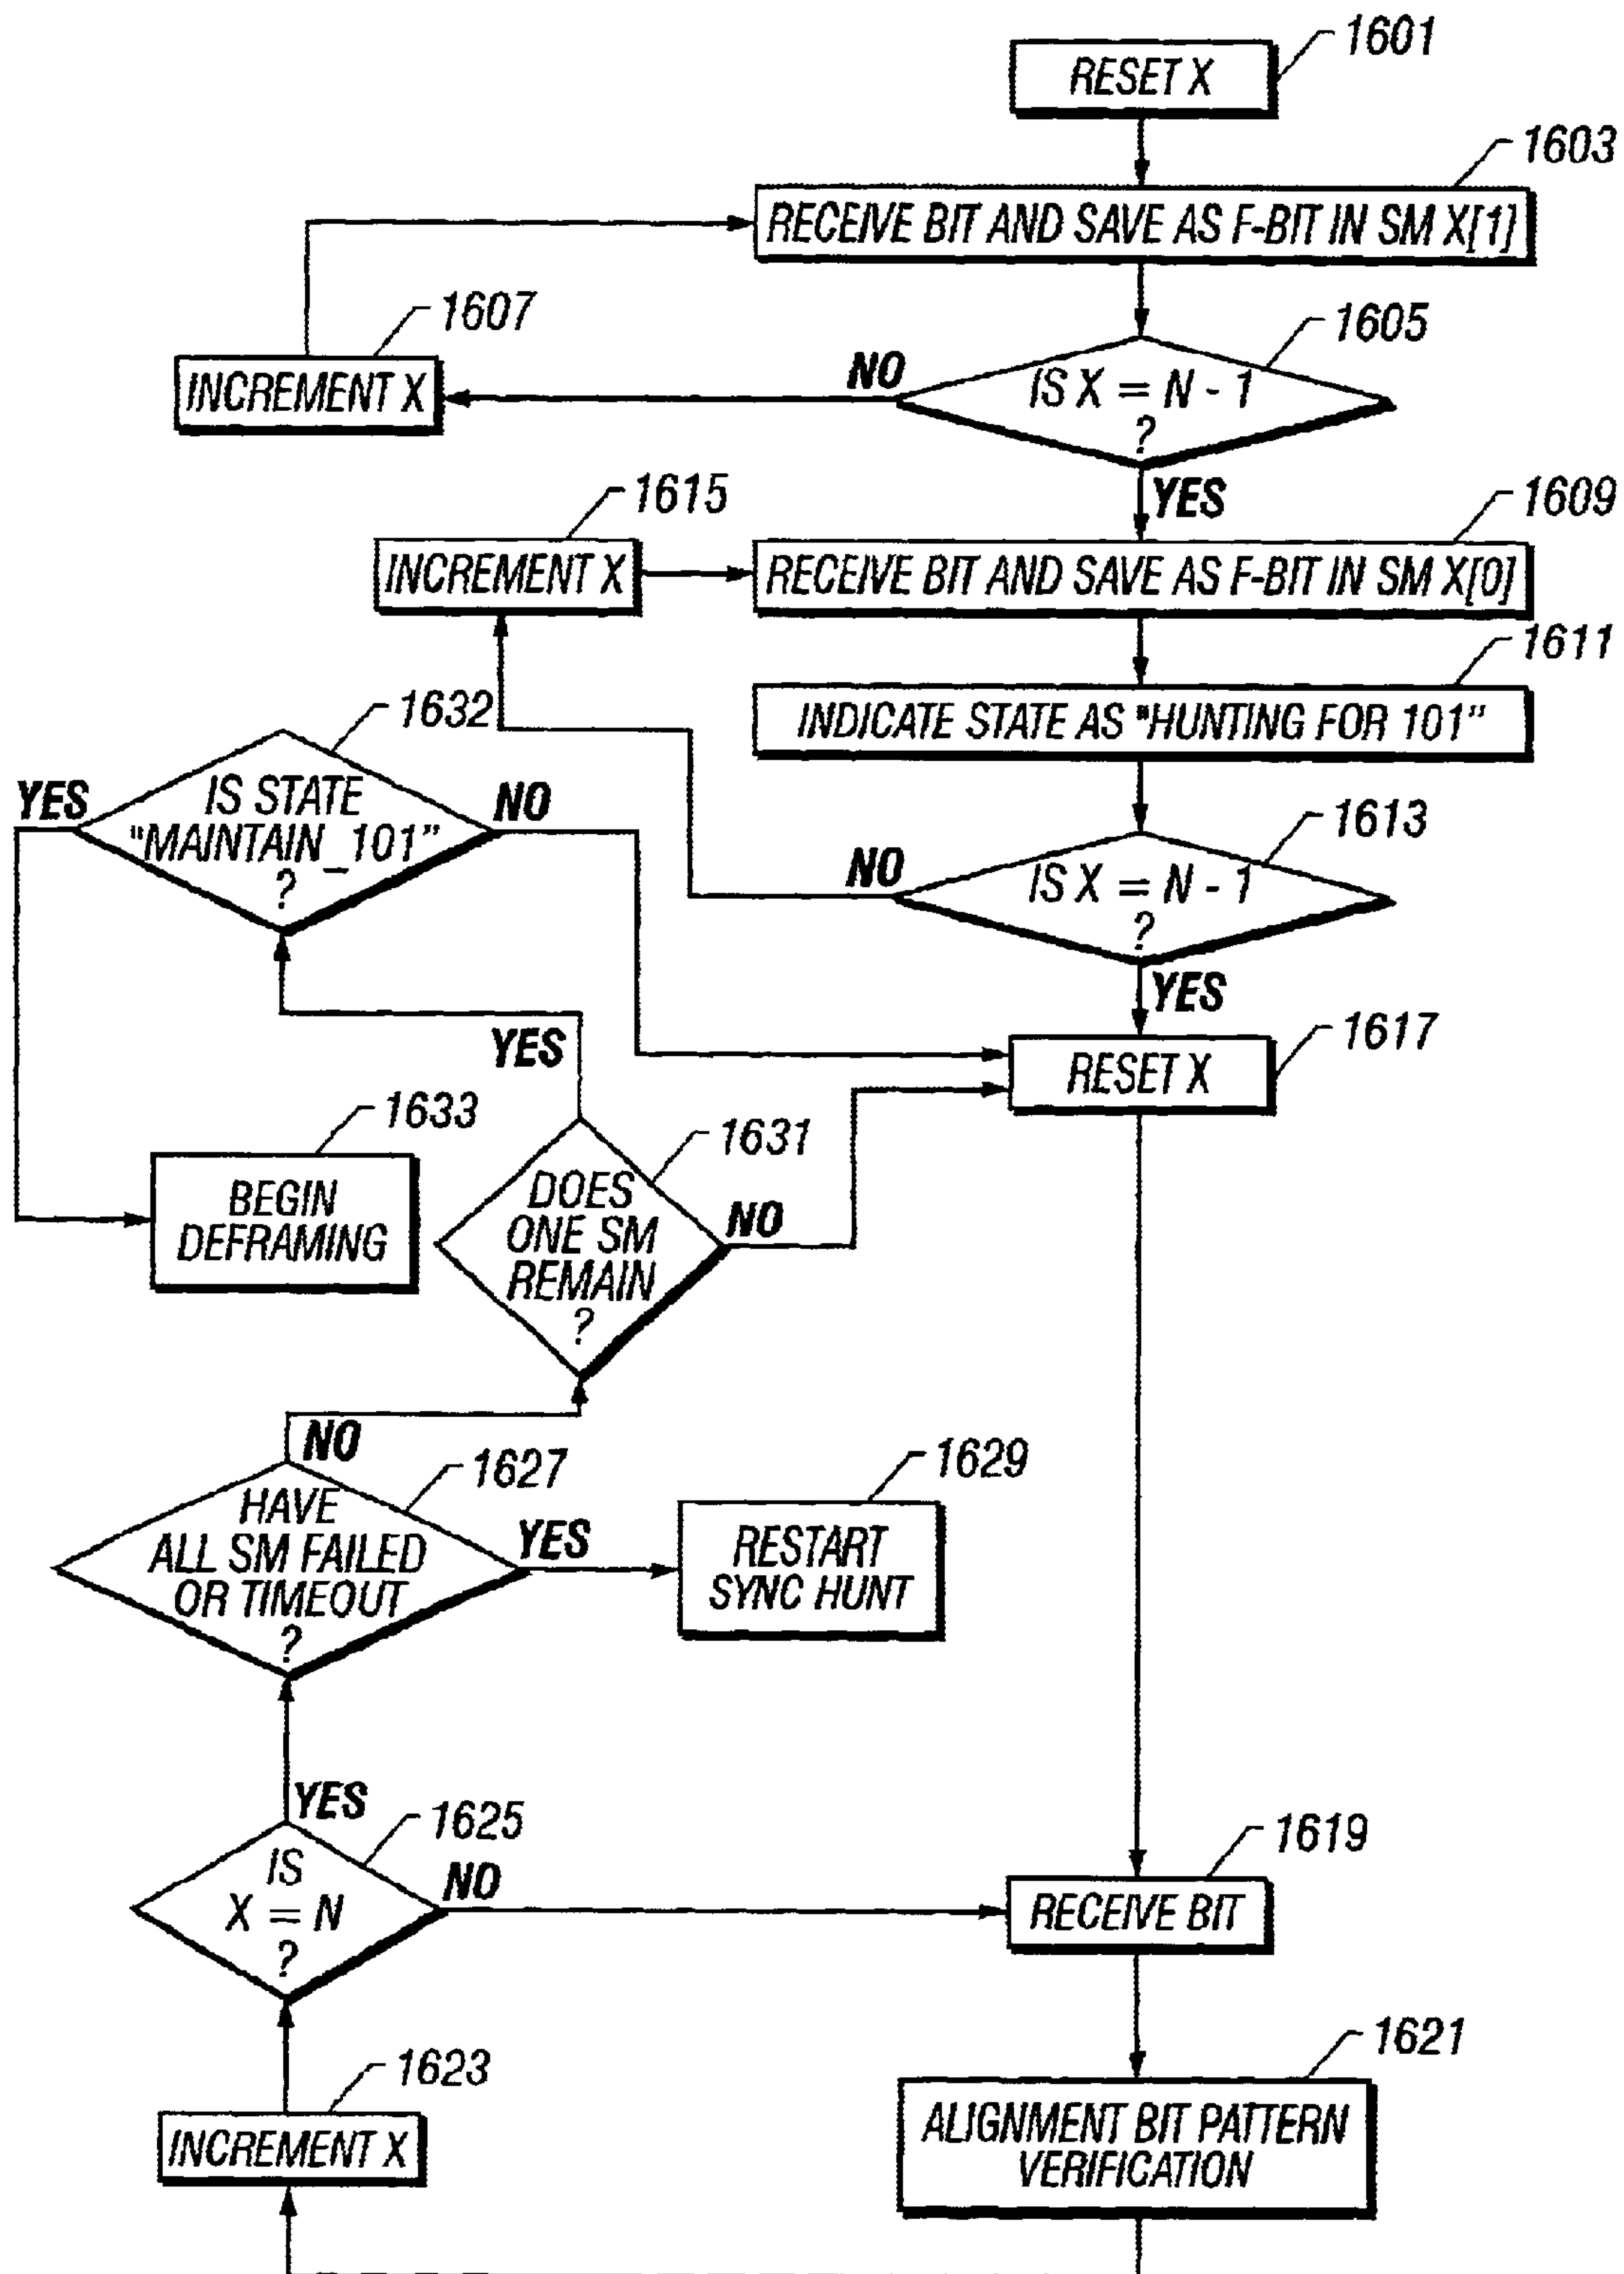 1601
RESET X
1603
RECEIVE BIT AND SAVE AS F-BIT IN SM X[1]
1607
INCREMENT X
1605
NO
IS X = N - 1
?
YES
1615
INCREMENT X
1609
RECEIVE BIT AND SAVE AS F-BIT IN SM X[0]
1611
INDICATE STATE AS "HUNTING FOR 101"
1632
YES
IS STATE
"MAINTAIN_101"
?
NO
1613
NO
IS X = N - 1
?
YES
YES
1617
RESET X
1633
BEGIN
DEFRAMING
1631
DOES
ONE SM
REMAIN
?
NO
NO
1627
HAVE
ALL SM FAILED
OR TIMEOUT
?
YES
1629
RESTART
SYNC HUNT
YES
1625
IS
X = N
?
NO
1619
RECEIVE BIT
1623
INCREMENT X
1621
ALIGNMENT BIT PATTERN
VERIFICATION